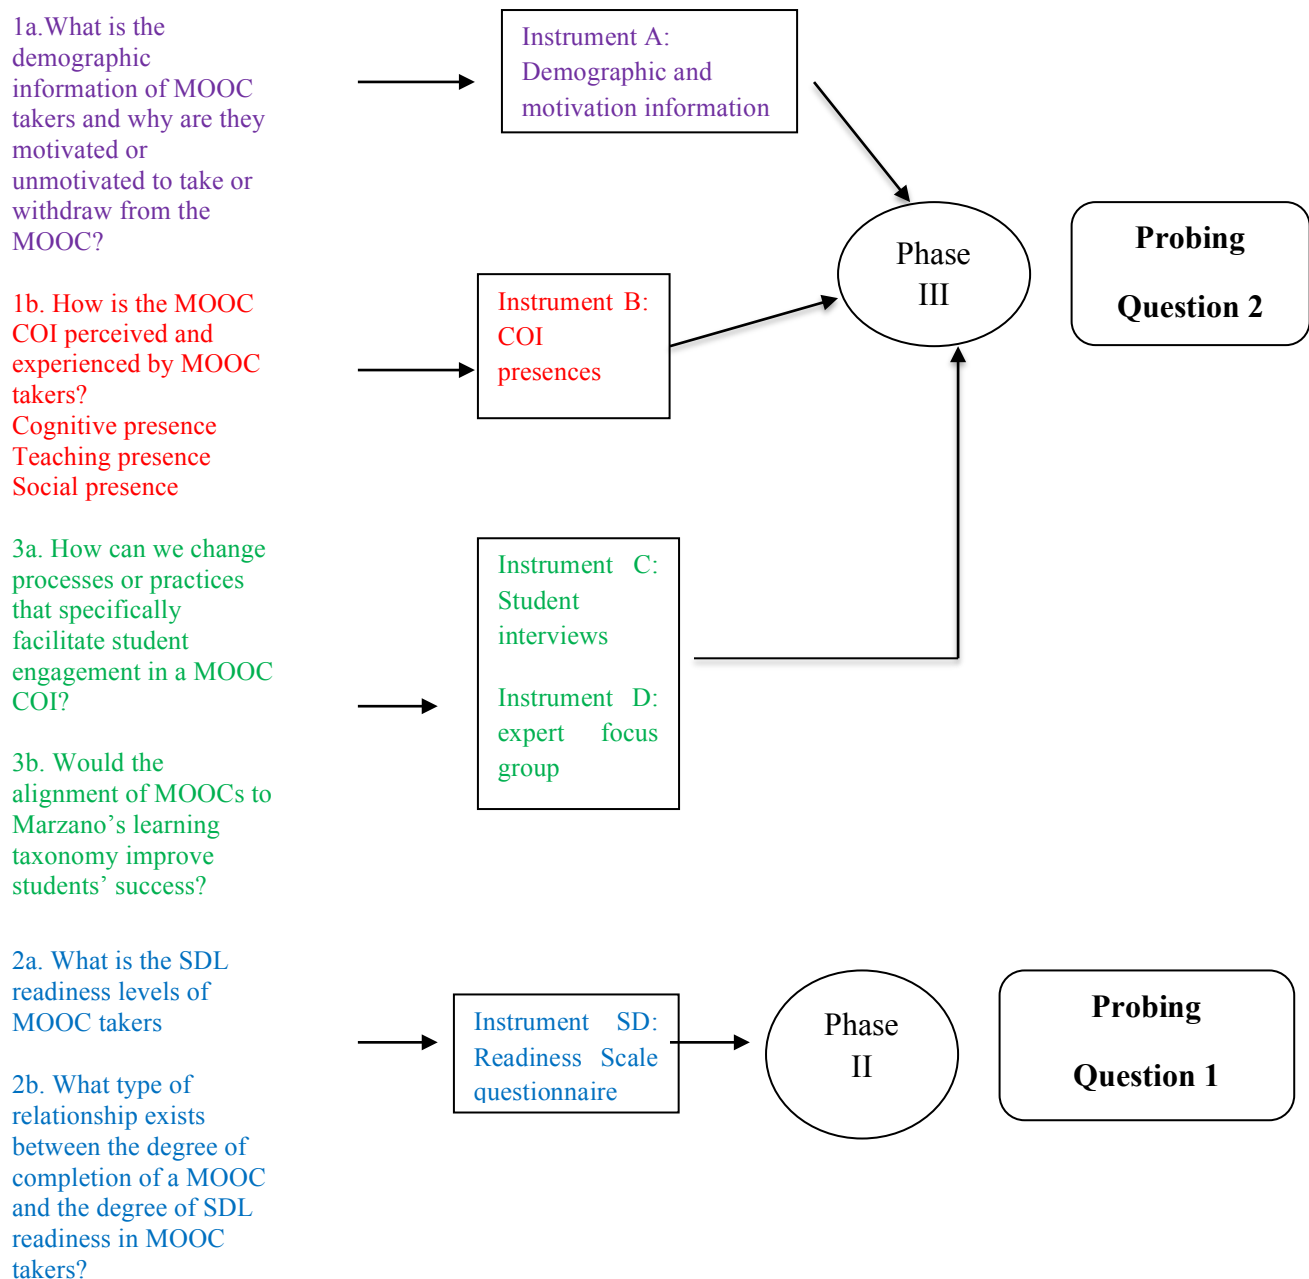 1a.What is the
demographic
information of MOOC
takers and why are they
motivated or
unmotivated to take or
withdraw from the
MOOC?
Instrument A:
Demographic and
motivation information
Phase
III
Probing
Question 2
1b. How is the MOOC
COI perceived and
experienced by MOOC
takers?
Cognitive presence
Teaching presence
Social presence
Instrument B:
COI
presences
3a. How can we change
processes or practices
that specifically
facilitate student
engagement in a MOOC
COI?
3b. Would the
alignment of MOOCs to
Marzano’s learning
taxonomy improve
students’ success?
Instrument C:
Student
interviews
Instrument D:
expert focus
group
2a. What is the SDL
readiness levels of
MOOC takers
2b. What type of
relationship exists
between the degree of
completion of a MOOC
and the degree of SDL
readiness in MOOC
takers?
Instrument SD:
Readiness Scale
questionnaire
Phase
II
Probing
Question 1